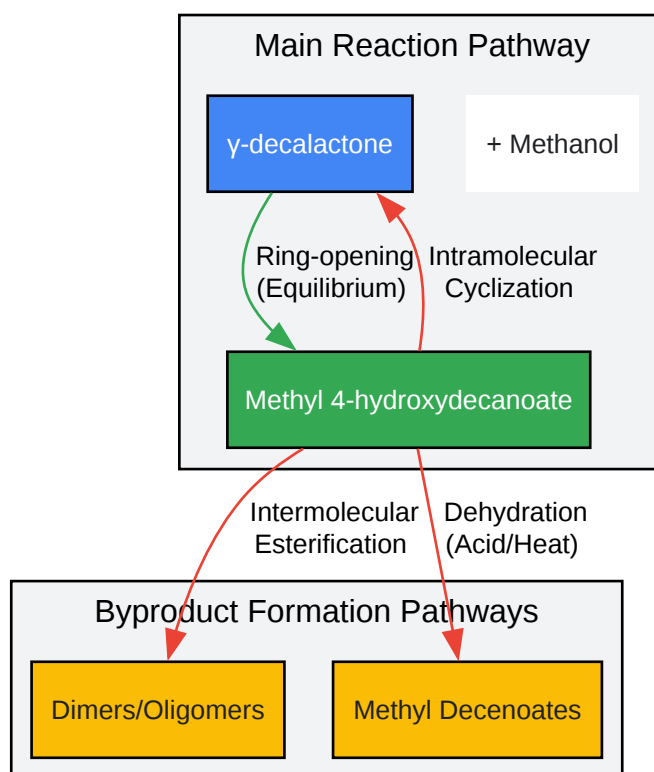 Main Reaction Pathway
γ-decalactone
+ Methanol
Ring-opening
(Equilibrium)
Intramolecular
Cyclization
Methyl 4-hydroxydecanoate
Intermolecular
Esterification
Dehydration
(Acid/Heat)
Byproduct Formation Pathways
Dimers/Oligomers
Methyl Decenoates